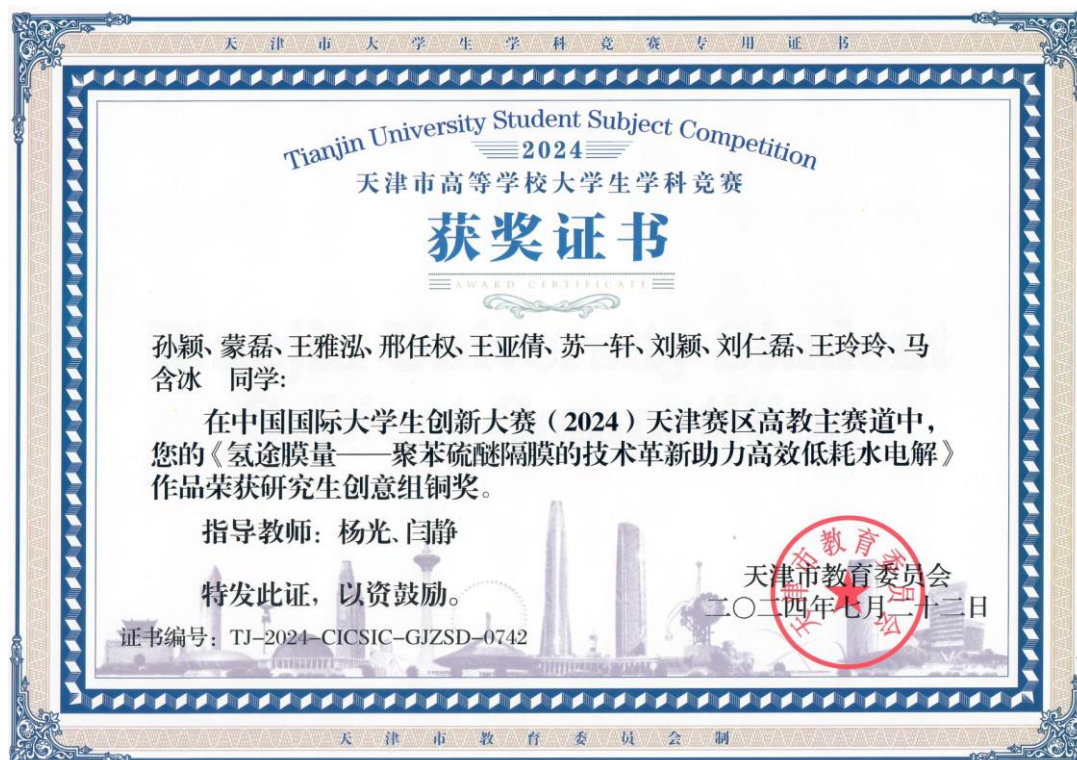 天津市大学生学科竞赛专用证书
Tianjin University Student Subject Competition
2024
天津市高等学校大学生学科竞赛
获奖证书
AWARD CERTIFICATE
孙颖、蒙磊、王雅泓、邢任权、王亚倩、苏一轩、刘颖、刘仁磊、王玲玲、马
含冰 同学:
在中国国际大学生创新大赛（2024）天津赛区高教主赛道中，
您的《氢途膜量——聚苯硫醚隔膜的技术革新助力高效低耗水电解》
作品荣获研究生创意组铜奖。
指导教师：杨光、闫静
特发此证，以资鼓励。
天津市教育委员会
二〇二四年七月二十二日
天津市教育委员会
证书编号：TJ-2024-CICSIC-GJZSD-0742
天津市教育委员会制